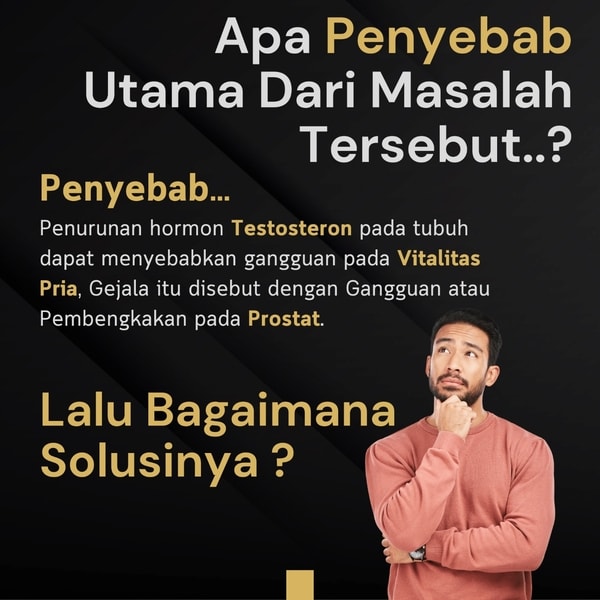 Apa Penyebab
Utama Dari Masalah
Tersebut..?
Penyebab...
Penurunan hormon Testosteron pada tubuh
dapat menyebabkan gangguan pada Vitalitas
Pria, Gejala itu disebut dengan Gangguan atau
Pembengkakan pada Prostat.
Lalu Bagaimana
Solusinya ?